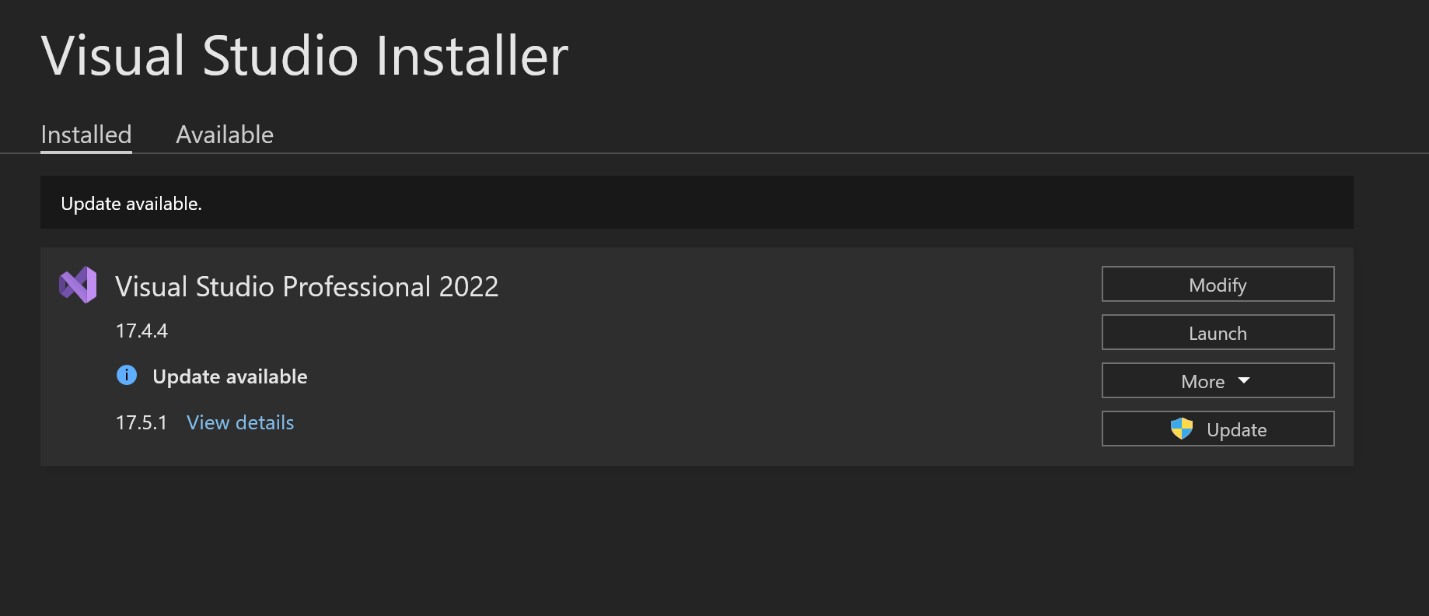 Visual Studio Installer
Installed Available
Update available.
Visual Studio Professional 2022
17.4.4
Update available
17.5.1 View details
Modify
Launch
More
Update